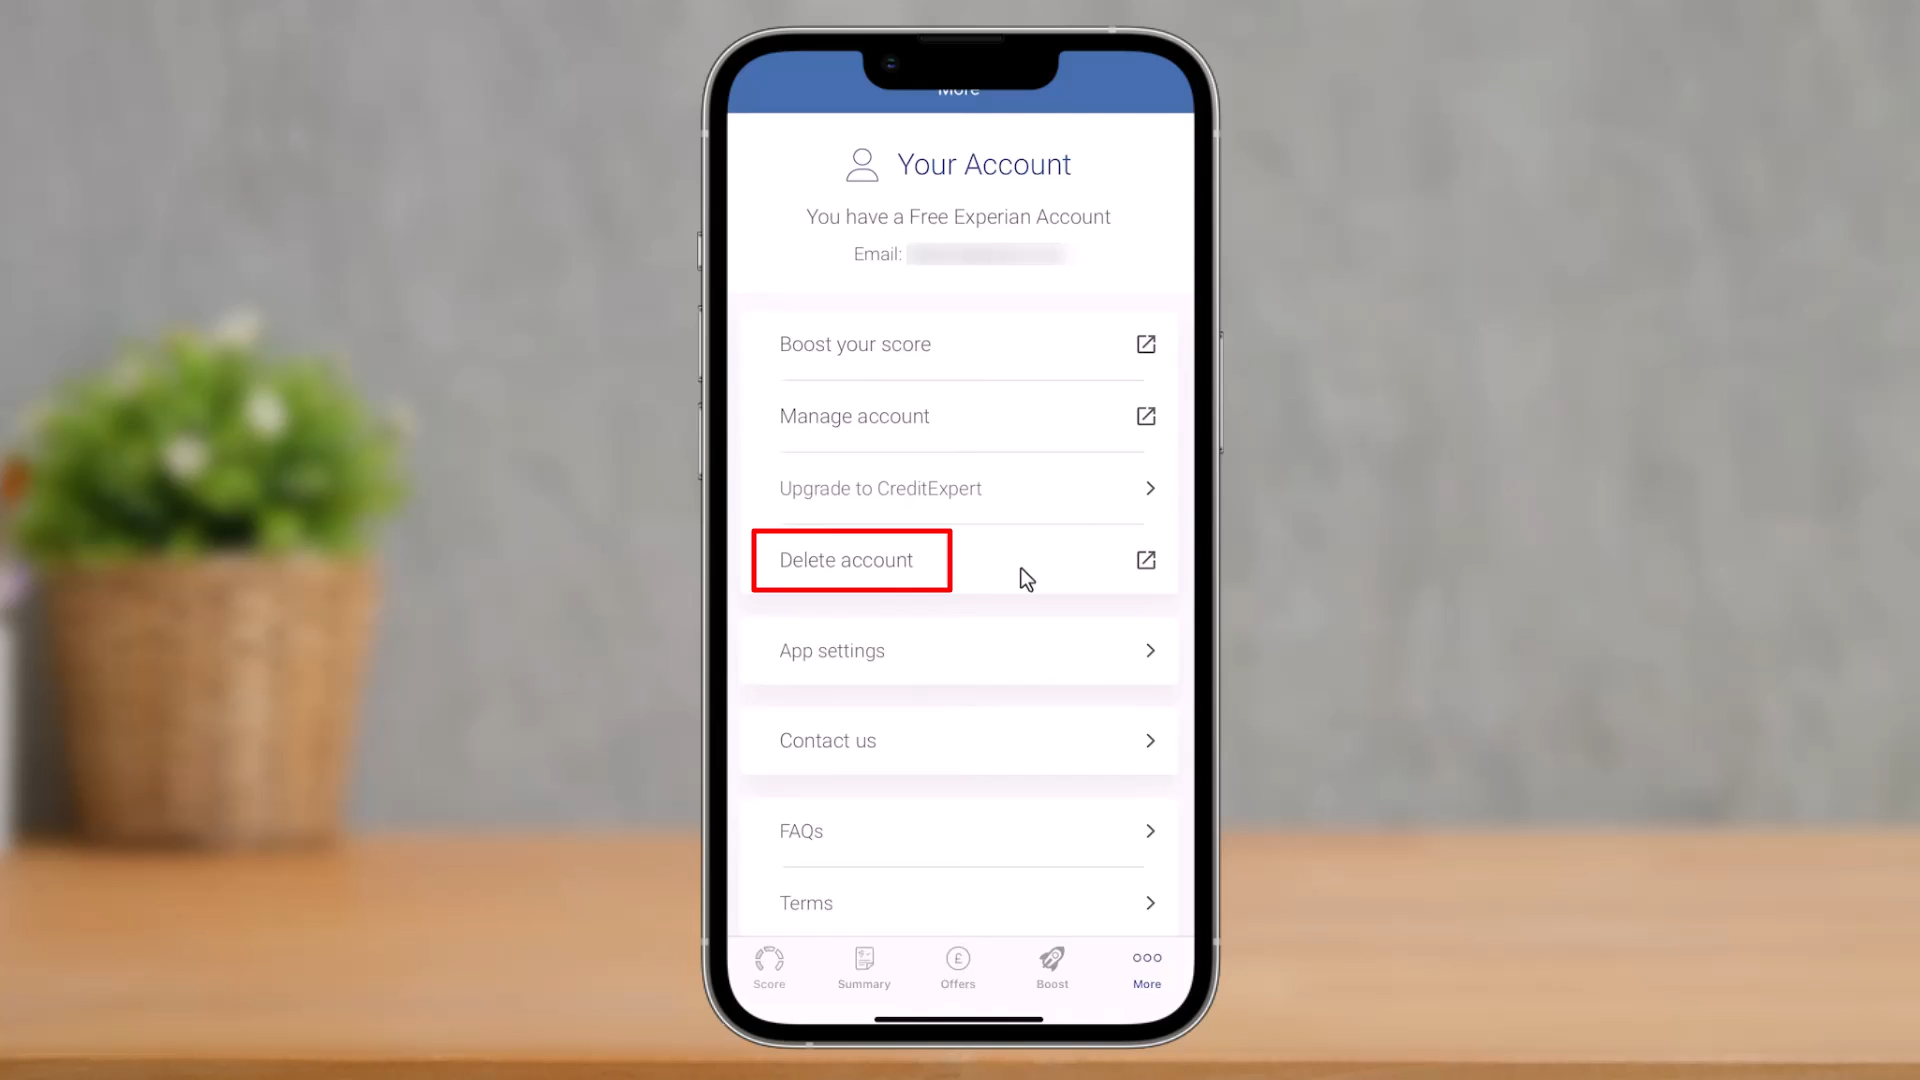 More
Your Account
You have a Free Experian Account
Email:
Boost your score
Manage account
Upgrade to CreditExpert
Delete account
App settings
Contact us
FAQs
Terms
£
Score Summary Offers Boost More